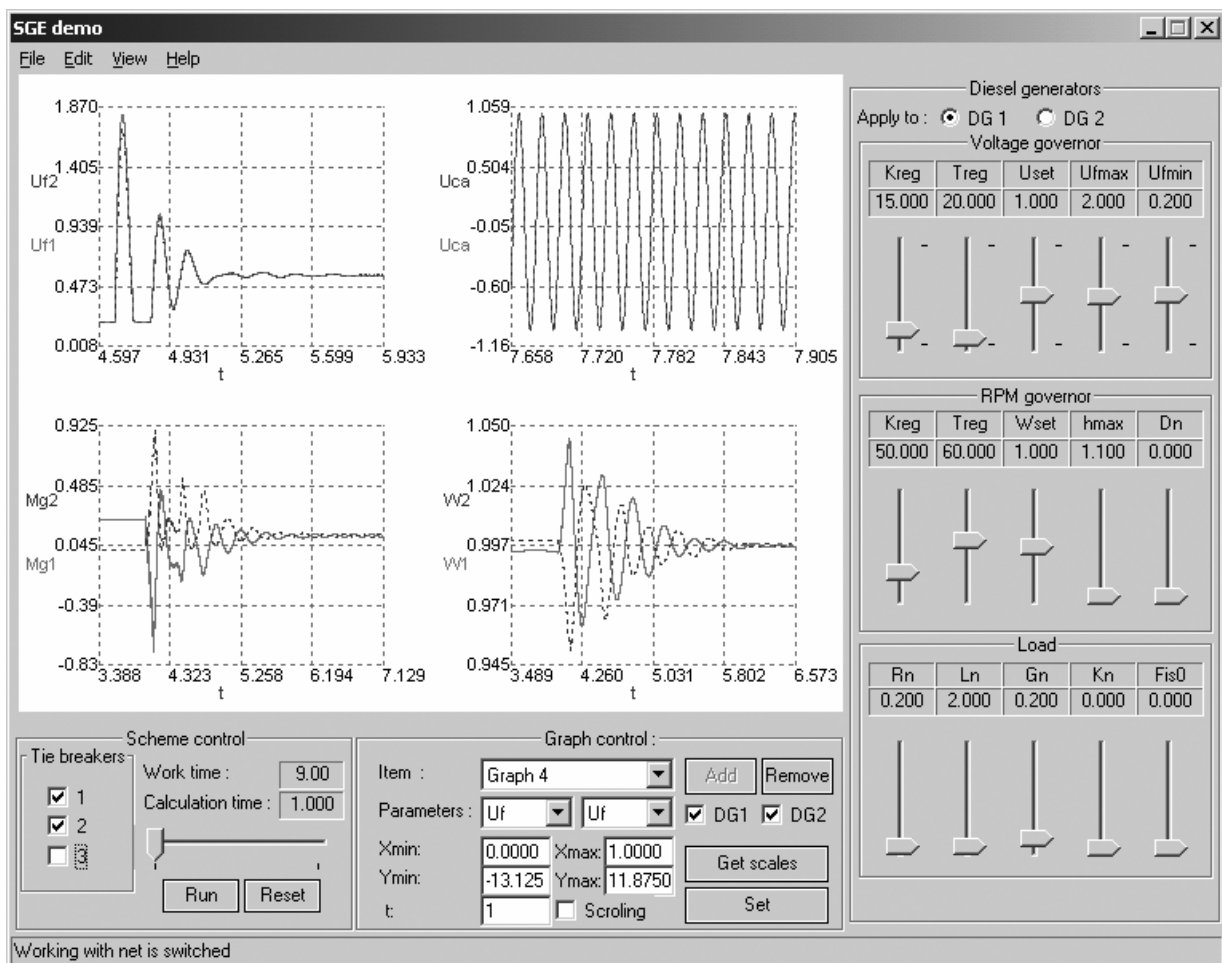 SGE demo
File Edit View Help
1.870
1.405
Uf2
0.939
Uf1
0.473
0.008
4.597 4.931 5.265 5.599 5.933
t
1.059
0.504
Uca
-0.05
Uca
-0.60
-1.16
7.658 7.720 7.782 7.843 7.905
t
0.925
0.485
Mg2
0.045
Mg1
-0.39
-0.83
3.388 4.323 5.258 6.194 7.129
t
1.050
1.024
W2
0.997
W1
0.971
0.945
3.489 4.260 5.031 5.802 6.573
t
Diesel generators
Apply to : DG 1 DG 2
Voltage governor
Kreg Treg Uset Ufmax Ufmin
15.000 20.000 1.000 2.000 0.200
RPM governor
Kreg Treg Wset hmax Dn
50.000 60.000 1.000 1.100 0.000
Load
Rn Ln Gn Kn Fis0
0.200 2.000 0.200 0.000 0.000
Scheme control
Tie breakers
1
2
3
Work time : 9.00
Calculation time : 1.000
Run Reset
Graph control :
Item : Graph 4 Add Remove
Parameters : Uf Uf DG1 DG2
Xmin: 0.0000 Xmax: 1.0000
Get scales
Ymin: -13.125 Ymax: 11.8750
t: 1 Scroling Set
Working with net is switched